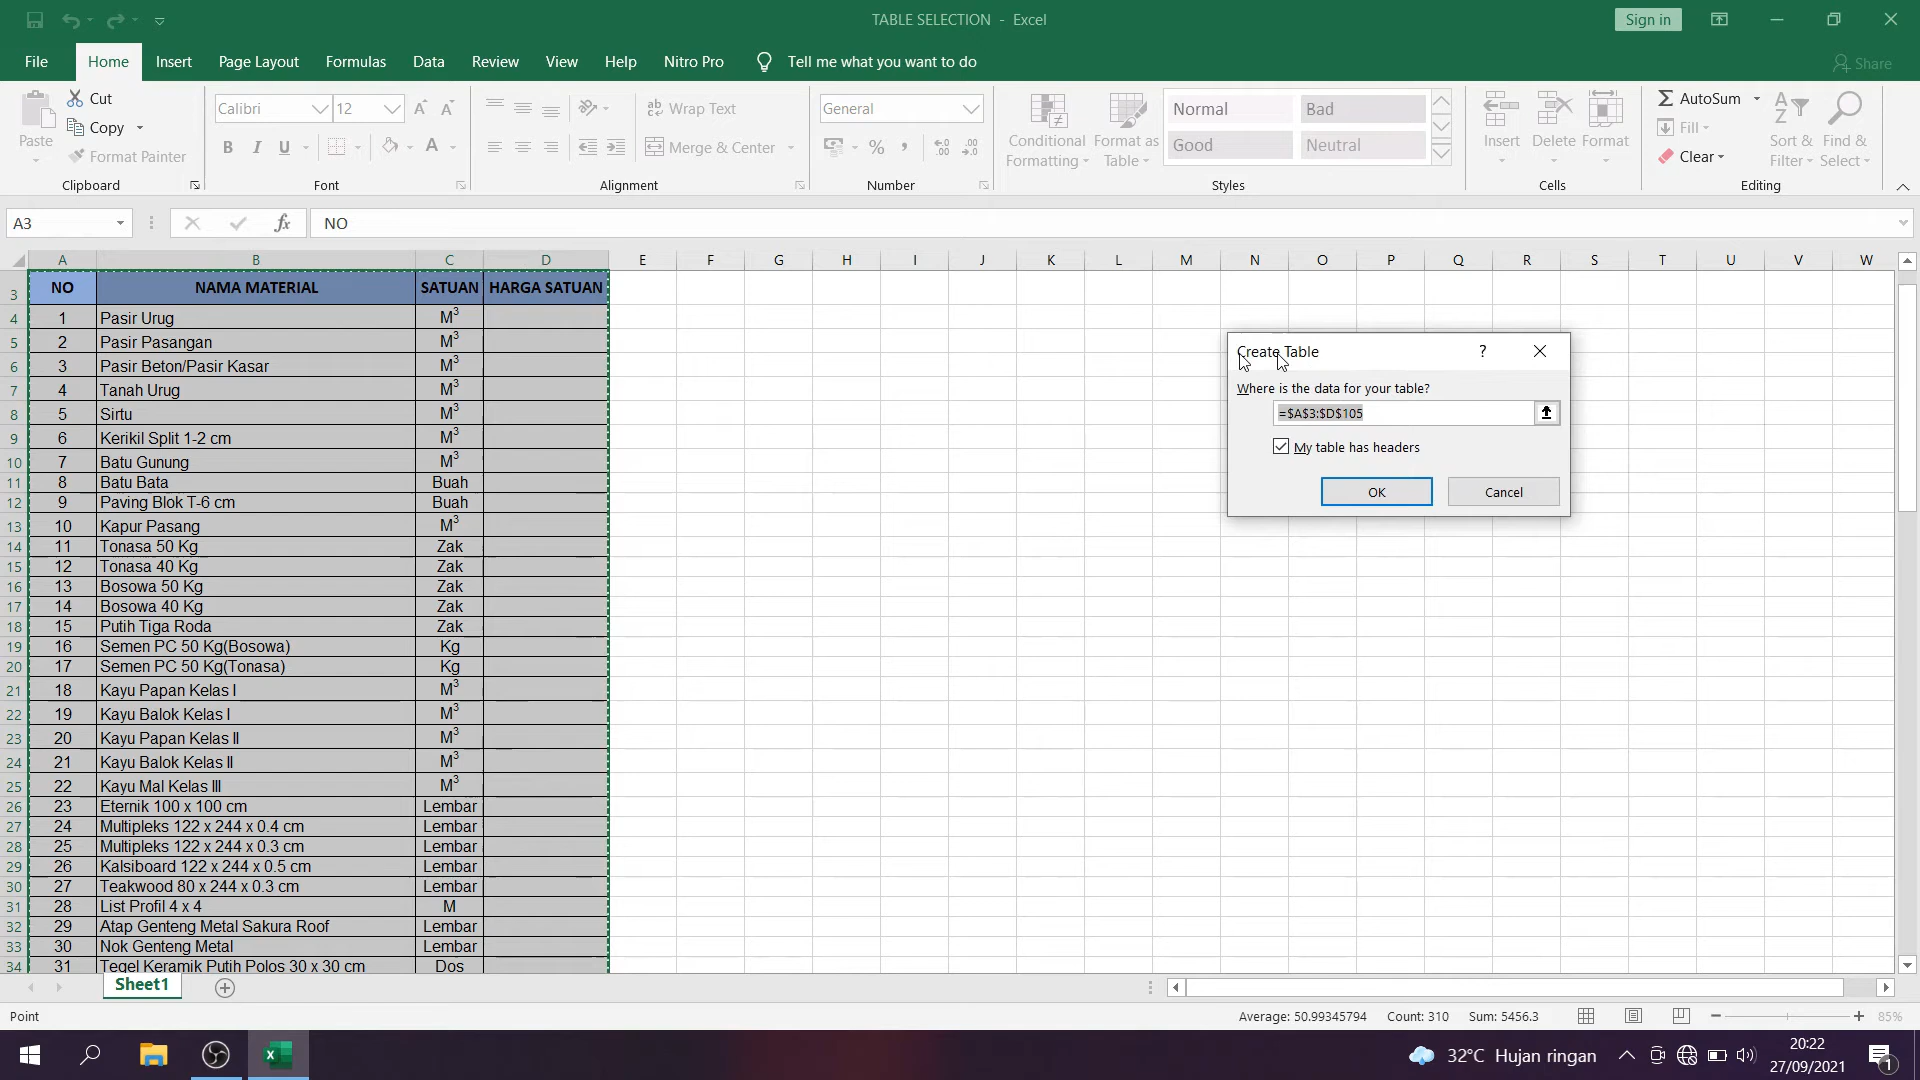 TABLE SELECTION - Excel
Sign in
File Home Insert Page Layout Formulas Data Review View Help Nitro Pro Tell me what you want to do Share
Paste
Cut
Copy
Format Painter
Clipboard
Calibri 12
B I U A
Font
ab Wrap Text
Merge & Center
Alignment
General
%
Number
Conditional Formatting
Format as Table
Normal Bad
Good Neutral
Styles
Insert Delete Format
Cells
AutoSum
Fill
Clear
Sort & Filter
Find & Select
Editing
A3 fx NO
A B C D E F G H I J K L M N O P Q R S T U V W
3 NO NAMA MATERIAL SATUAN HARGA SATUAN
4 1 Pasir Urug M³
5 2 Pasir Pasangan M³
6 3 Pasir Beton/Pasir Kasar M³
7 4 Tanah Urug M³
8 5 Sirtu M³
9 6 Kerikil Split 1-2 cm M³
10 7 Batu Gunung M³
11 8 Batu Bata Buah
12 9 Paving Blok T-6 cm Buah
13 10 Kapur Pasang M³
14 11 Tonasa 50 Kg Zak
15 12 Tonasa 40 Kg Zak
16 13 Bosowa 50 Kg Zak
17 14 Bosowa 40 Kg Zak
18 15 Putih Tiga Roda Zak
19 16 Semen PC 50 Kg(Bosowa) Kg
20 17 Semen PC 50 Kg(Tonasa) Kg
21 18 Kayu Papan Kelas I M³
22 19 Kayu Balok Kelas I M³
23 20 Kayu Papan Kelas II M³
24 21 Kayu Balok Kelas II M³
25 22 Kayu Mal Kelas III M³
26 23 Eternik 100 x 100 cm Lembar
27 24 Multipleks 122 x 244 x 0.4 cm Lembar
28 25 Multipleks 122 x 244 x 0.3 cm Lembar
29 26 Kalsiboard 122 x 244 x 0.5 cm Lembar
30 27 Teakwood 80 x 244 x 0.3 cm Lembar
31 28 List Profil 4 x 4 M
32 29 Atap Genteng Metal Sakura Roof Lembar
33 30 Nok Genteng Metal Lembar
34 31 Tegel Keramik Putih Polos 30 x 30 cm Dos
Create Table ?
Where is the data for your table?
=$A$3:$D$105
My table has headers
OK Cancel
Sheet1
Point
Average: 50.99345794 Count: 310 Sum: 5456.3 85%
32°C Hujan ringan
20:22
27/09/2021
1